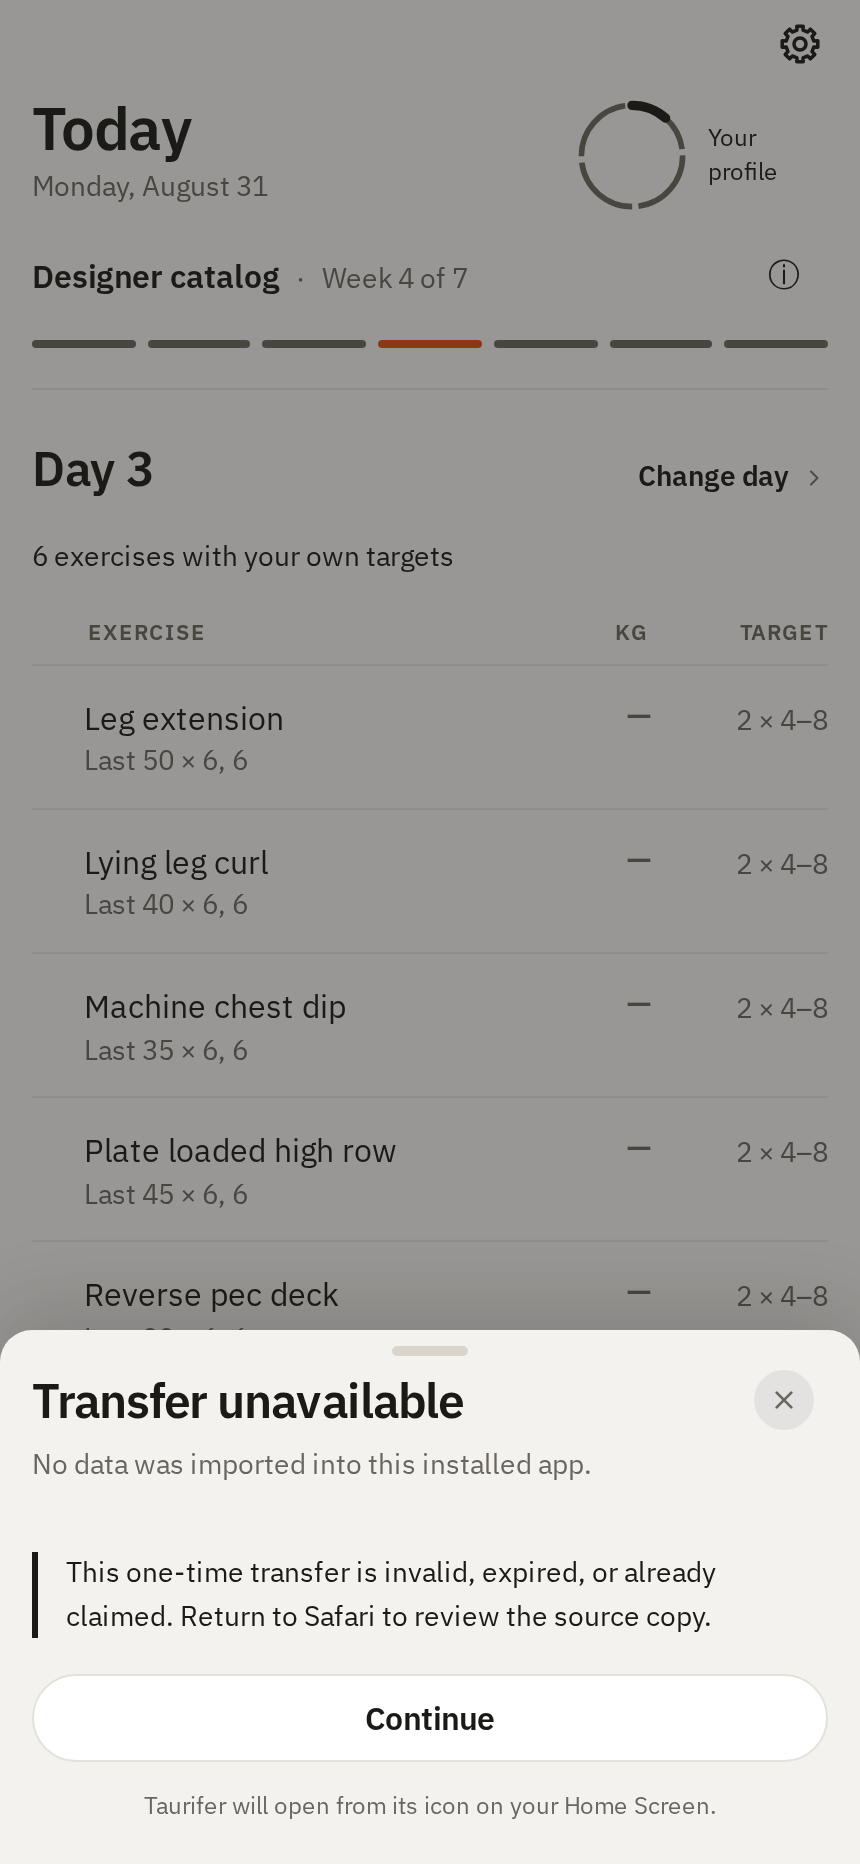 Today
Monday, August 31
Your
profile
Designer catalog · Week 4 of 7
Day 3
Change day
6 exercises with your own targets
EXERCISE KG TARGET
Leg extension — 2 × 4–8
Last 50 × 6, 6
Lying leg curl — 2 × 4–8
Last 40 × 6, 6
Machine chest dip — 2 × 4–8
Last 35 × 6, 6
Plate loaded high row — 2 × 4–8
Last 45 × 6, 6
Reverse pec deck — 2 × 4–8
Transfer unavailable
No data was imported into this installed app.
This one-time transfer is invalid, expired, or already
claimed. Return to Safari to review the source copy.
Continue
Taurifer will open from its icon on your Home Screen.